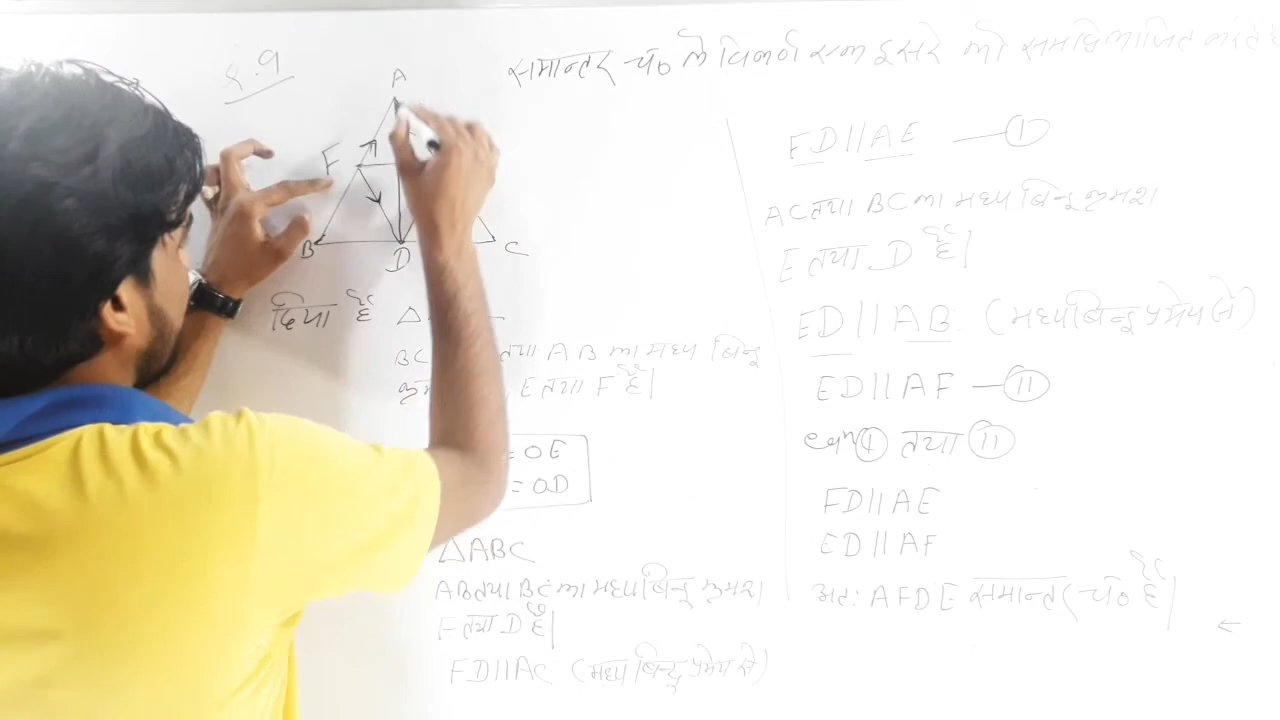 प्र.9
समान्तर च० के विकर्ण एक दूसरे को समद्विभाजित करते है
A
F
B
D
C
दिया है △
BC तथा AB का मध्य बिन्दु
E तथा F है।
= OE
= OD
△ABC
AB तथा BC का मध्य बिन्दु क्रमशः
F तथा D है।
FD||AC (मध्य बिन्दु प्रमेय से)
FD||AE — I
AC तथा BC का मध्य बिन्दु क्रमशः
E तथा D है।
ED||AB. (मध्य बिन्दु प्रमेय से)
ED||AF — II
I तथा II
FD||AE
ED||AF
अतः AFDE समान्तर च० है।
←